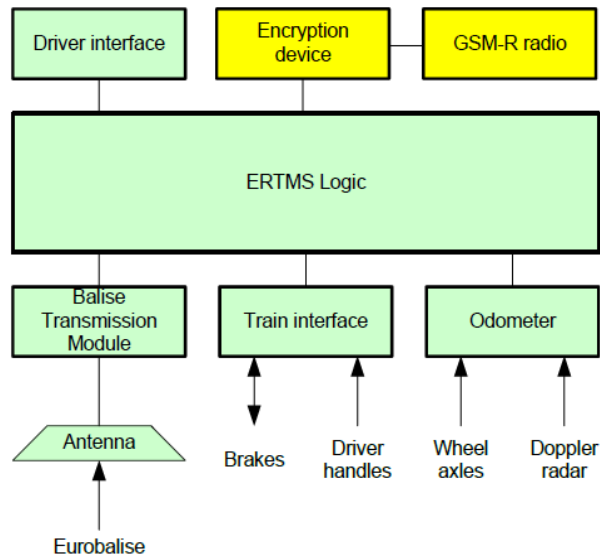 Driver interface
Encryption
device
GSM-R radio
ERTMS Logic
Balise
Transmission
Module
Train interface
Odometer
Antenna
Brakes
Driver
handles
Wheel
axles
Doppler
radar
Eurobalise